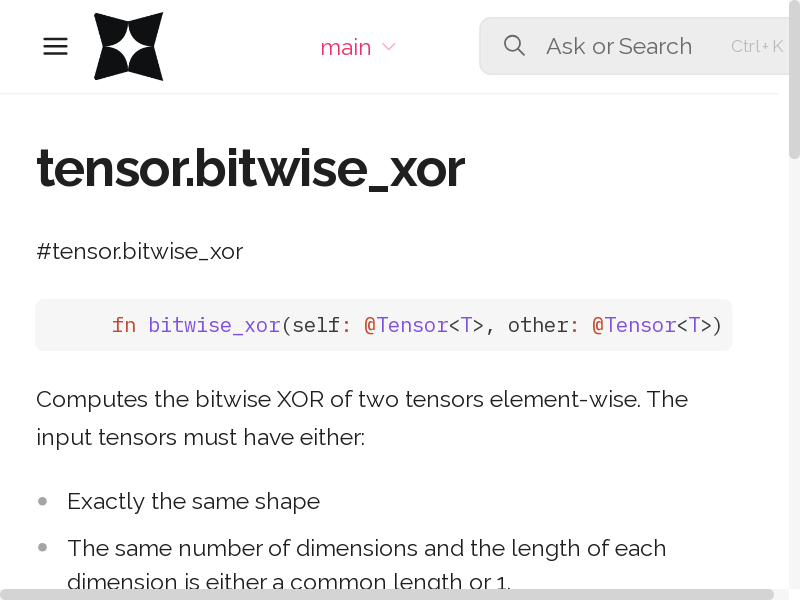 main
Ask or Search
Ctrl+K
tensor.bitwise_xor
#tensor.bitwise_xor
fn bitwise_xor(self: @Tensor<T>, other: @Tensor<T>)
Computes the bitwise XOR of two tensors element-wise. The
input tensors must have either:
Exactly the same shape
The same number of dimensions and the length of each
dimension is either a common length or 1.